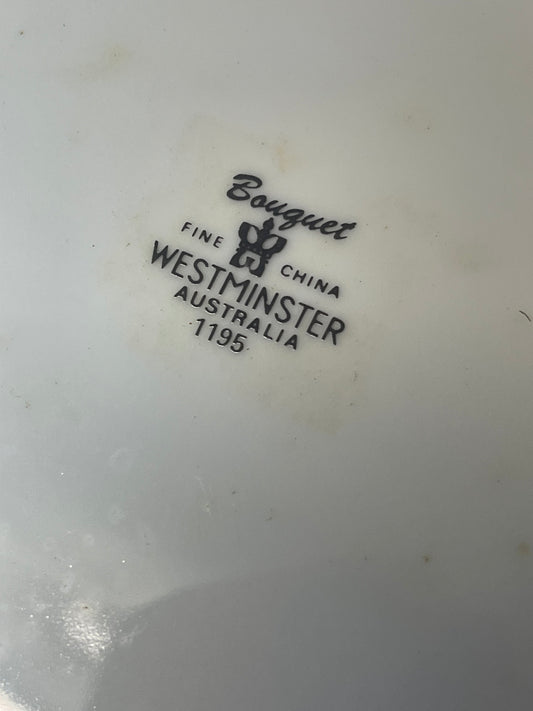 Bouquet
FINE CHINA
WESTMINSTER
AUSTRALIA
1195